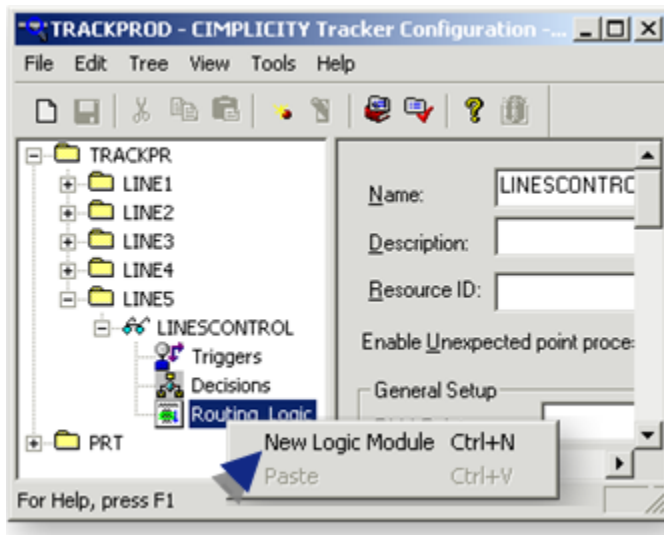 TRACKPROD - CIMPLICITY Tracker Configuration -...
File Edit Tree View Tools Help
TRACKPR
LINE1
LINE2
LINE3
LINE4
LINE5
LINESCONTROL
Triggers
Decisions
Routing Logic
PRT
Name: LINESCONTRO
Description:
Resource ID:
Enable Unexpected point proce
General Setup
New Logic Module Ctrl+N
Paste Ctrl+V
For Help, press F1